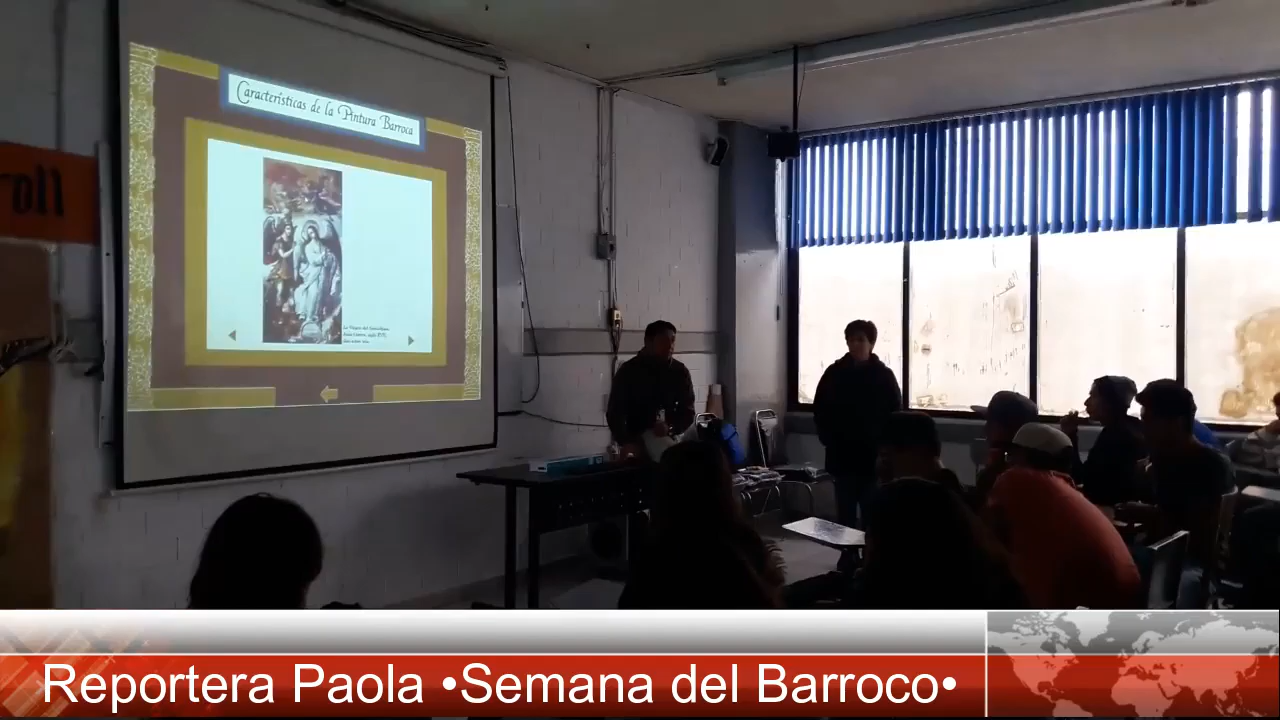 Características de la Pintura Barroca
roll
Reportera Paola •Semana del Barroco•